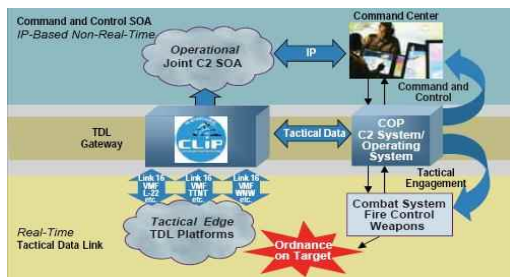 Command and Control SOA
IP-Based Non-Real-Time
Operational
Joint C2 SOA
IP
Command Center
Command and
Control
TDL
Gateway
CLiP
Tactical Data
COP
C2 System/
Operating
System
Tactical
Engagement
Link 16
VMF
L-22
etc.
Link 16
VMF
TTNT
etc.
Link 16
VMF
WNW
etc.
Real-Time
Tactical Data Link
Tactical Edge
TDL Platforms
Ordnance
on Target
Combat System
Fire Control
Weapons